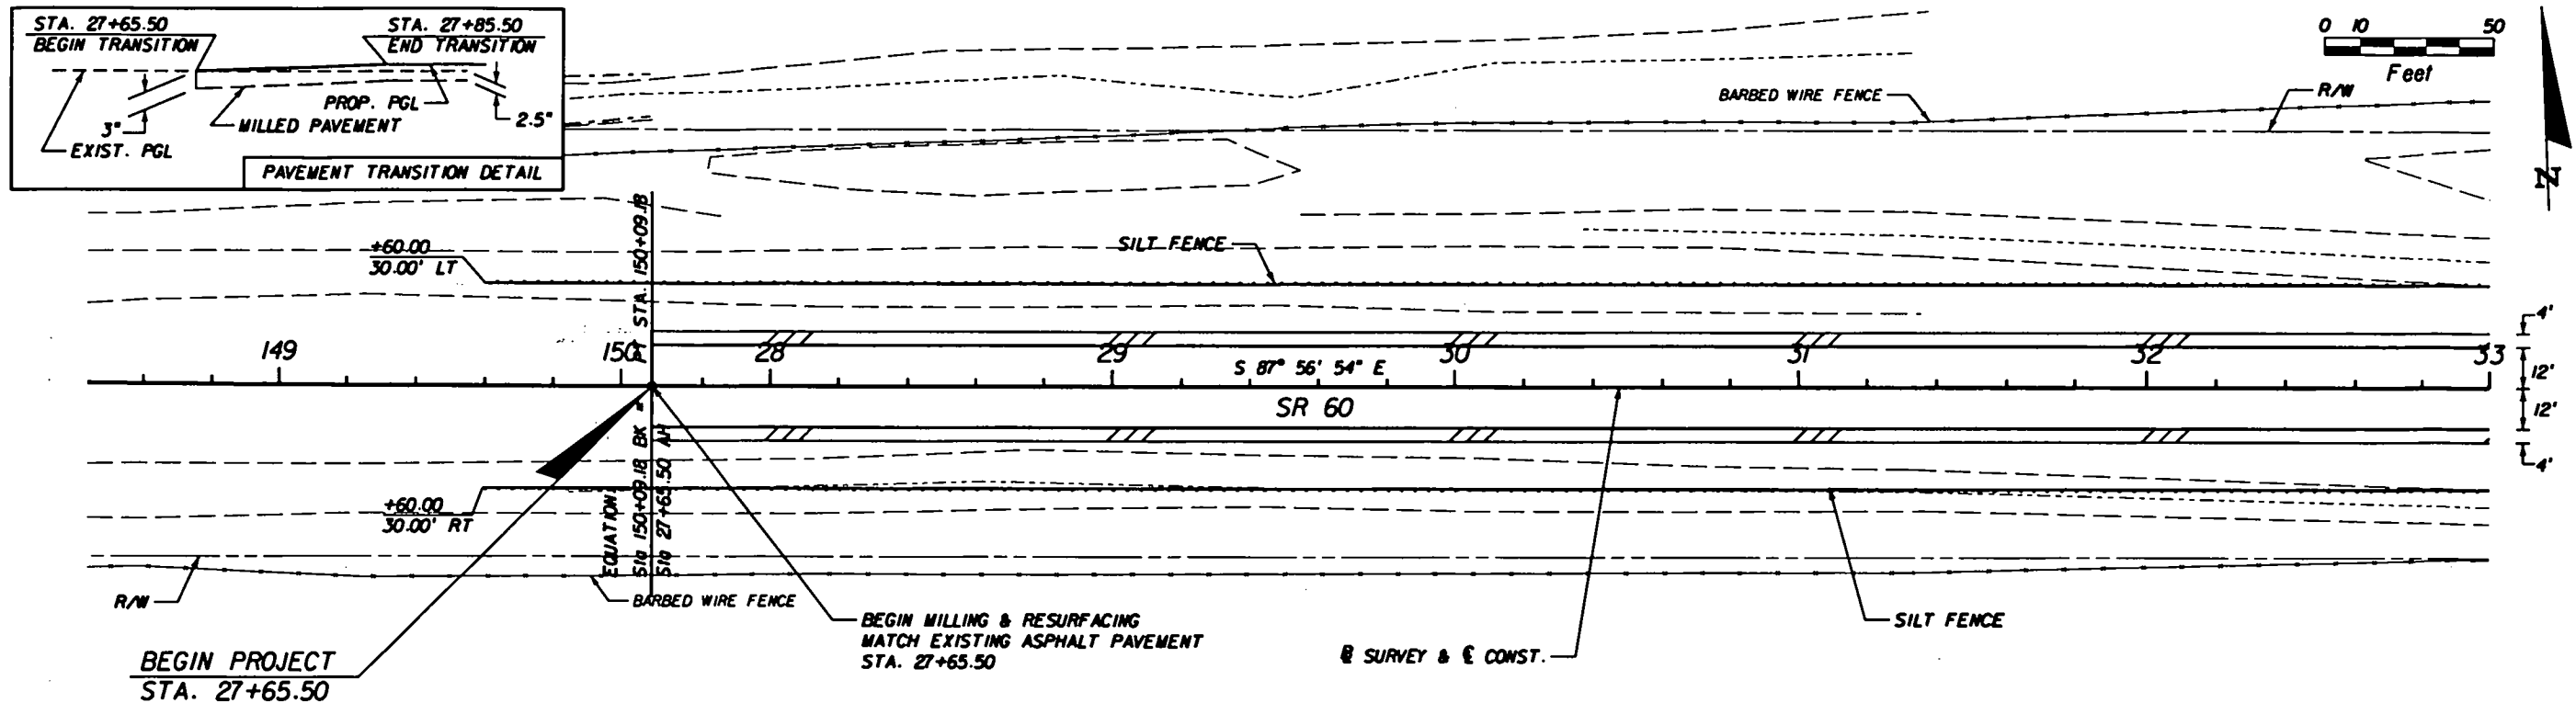 STA. 27+65.50
BEGIN TRANSITION
STA. 27+85.50
END TRANSITION
PROP. PGL
3"
MILLED PAVEMENT
2.5"
EXIST. PGL
PAVEMENT TRANSITION DETAIL
0 10 50
Feet
BARBED WIRE FENCE
R/W
N
+60.00
30.00' LT
PT STA. 150+09.18
SILT FENCE
4'
149 150 28 29 30 31 32 33
S 87° 56' 54" E
12'
SR 60
12'
4'
+60.00
30.00' RT
EQUATION:
Sta 150+09.18 BK =
Sta 27+65.50 AH
R/W
BARBED WIRE FENCE
BEGIN MILLING & RESURFACING
MATCH EXISTING ASPHALT PAVEMENT
STA. 27+65.50
SILT FENCE
BEGIN PROJECT
STA. 27+65.50
℄ SURVEY & ℄ CONST.